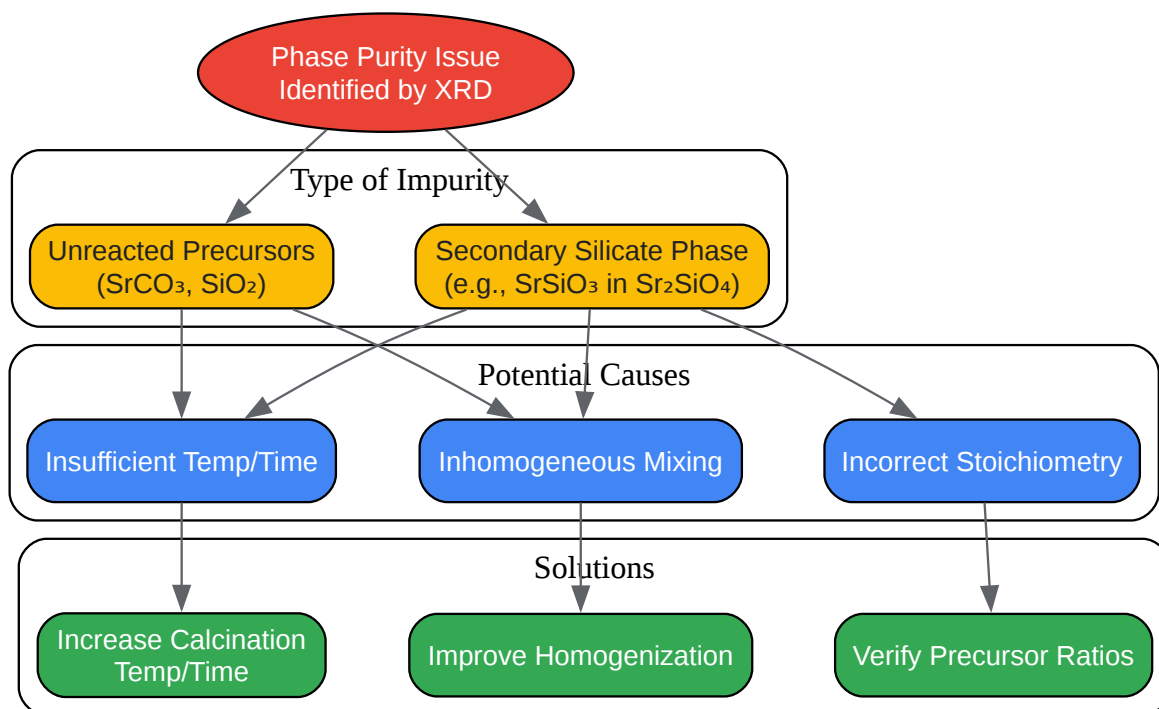 Phase Purity Issue
Identified by XRD
Type of Impurity
Unreacted Precursors
(SrCO₃, SiO₂)
Secondary Silicate Phase
(e.g., SrSiO₃ in Sr₂SiO₄)
Potential Causes
Insufficient Temp/Time
Inhomogeneous Mixing
Incorrect Stoichiometry
Solutions
Increase Calcination
Temp/Time
Improve Homogenization
Verify Precursor Ratios